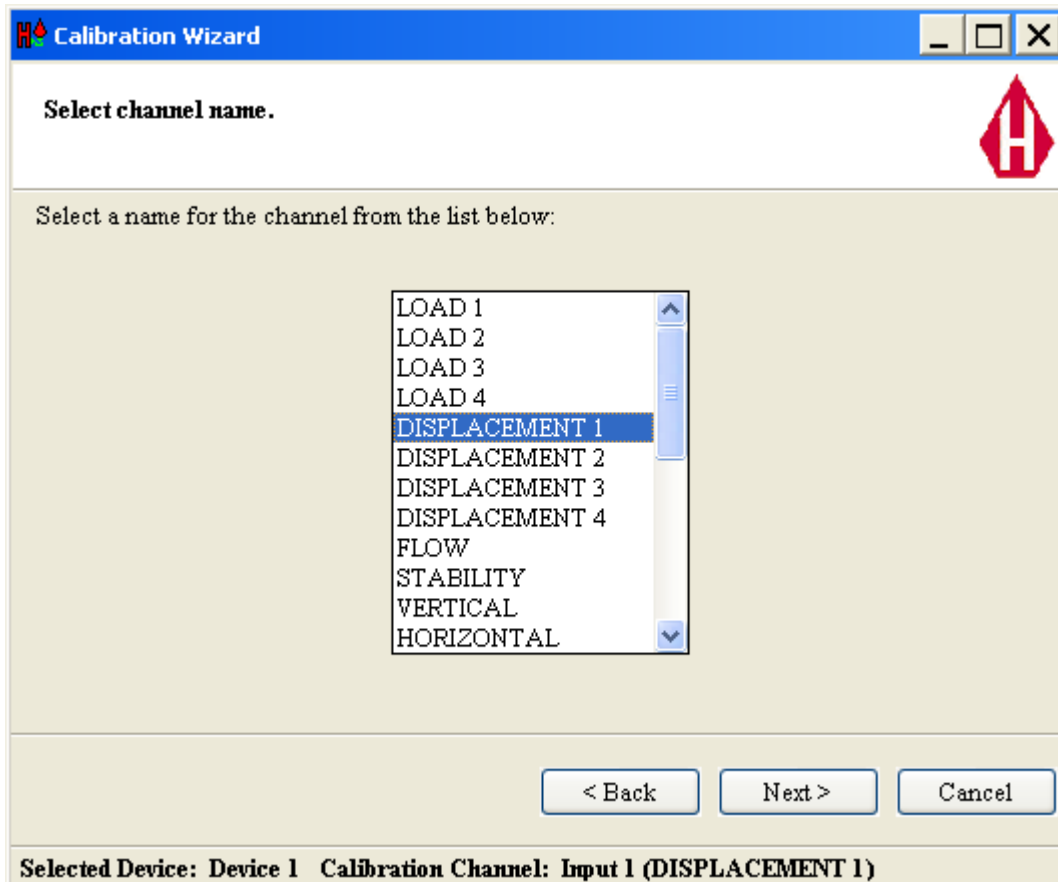 Calibration Wizard
Select channel name.
H
Select a name for the channel from the list below:
LOAD 1
LOAD 2
LOAD 3
LOAD 4
DISPLACEMENT 1
DISPLACEMENT 2
DISPLACEMENT 3
DISPLACEMENT 4
FLOW
STABILITY
VERTICAL
HORIZONTAL
< Back Next > Cancel
Selected Device: Device 1 Calibration Channel: Input 1 (DISPLACEMENT 1)